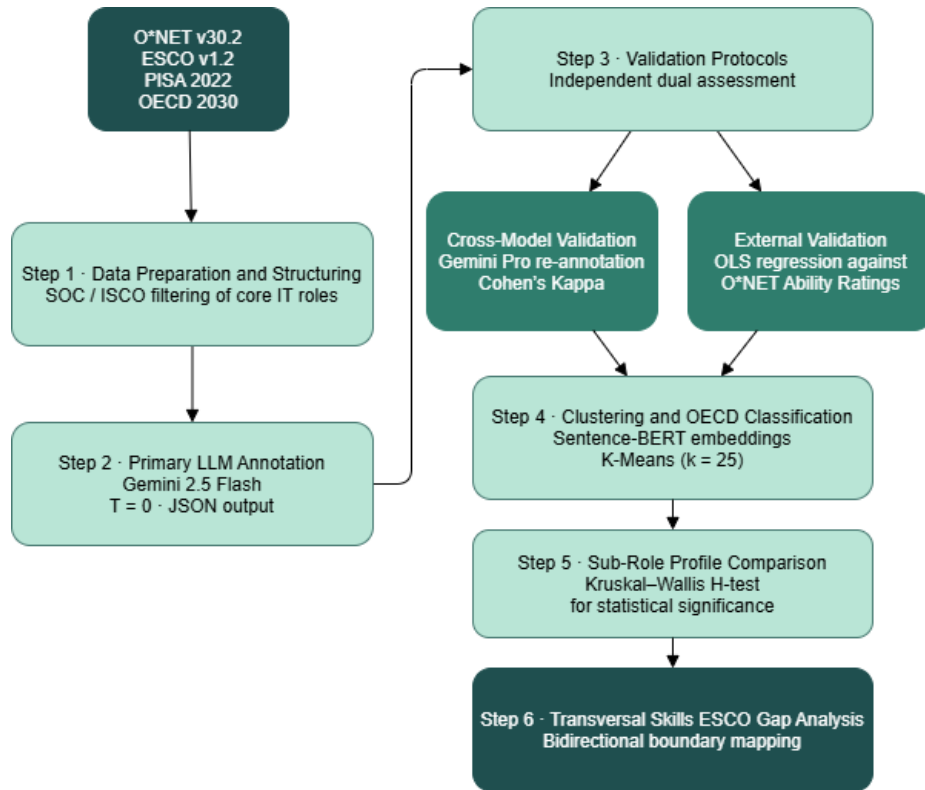 O*NET v30.2
ESCO v1.2
PISA 2022
OECD 2030
Step 1 · Data Preparation and Structuring
SOC / ISCO filtering of core IT roles
Step 2 · Primary LLM Annotation
Gemini 2.5 Flash
T = 0 · JSON output
Step 3 · Validation Protocols
Independent dual assessment
Cross-Model Validation
Gemini Pro re-annotation
Cohen's Kappa
External Validation
OLS regression against
O*NET Ability Ratings
Step 4 · Clustering and OECD Classification
Sentence-BERT embeddings
K-Means (k = 25)
Step 5 · Sub-Role Profile Comparison
Kruskal–Wallis H-test
for statistical significance
Step 6 · Transversal Skills ESCO Gap Analysis
Bidirectional boundary mapping